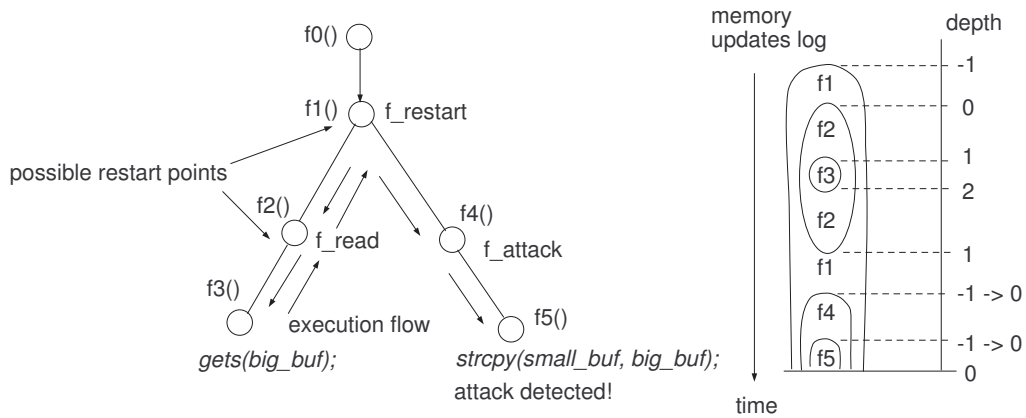 f0()
f1()
f_restart
possible restart points
f2()
f_read
f4()
f_attack
f3()
execution flow
f5()
gets(big_buf);
strcpy(small_buf, big_buf);
attack detected!
memory
updates log
depth
-1
f1
0
f2
1
f3
2
f2
1
f1
-1 -> 0
f4
-1 -> 0
f5
0
time